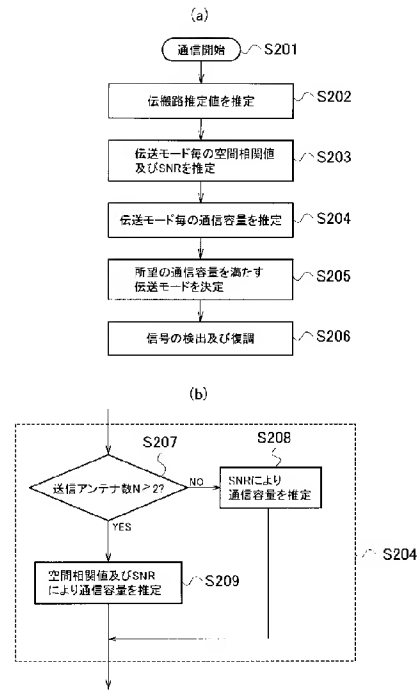 (a)
通信開始
S201
伝搬路推定値を推定
S202
伝送モード毎の空間相関値
及びSNRを推定
S203
伝送モード毎の通信容量を推定
S204
所望の通信容量を満たす
伝送モードを決定
S205
信号の検出及び復調
S206
(b)
S207
送信アンテナ数N≥2?
NO
S208
SNRにより
通信容量を推定
YES
S204
空間相関値及びSNR
により通信容量を推定
S209